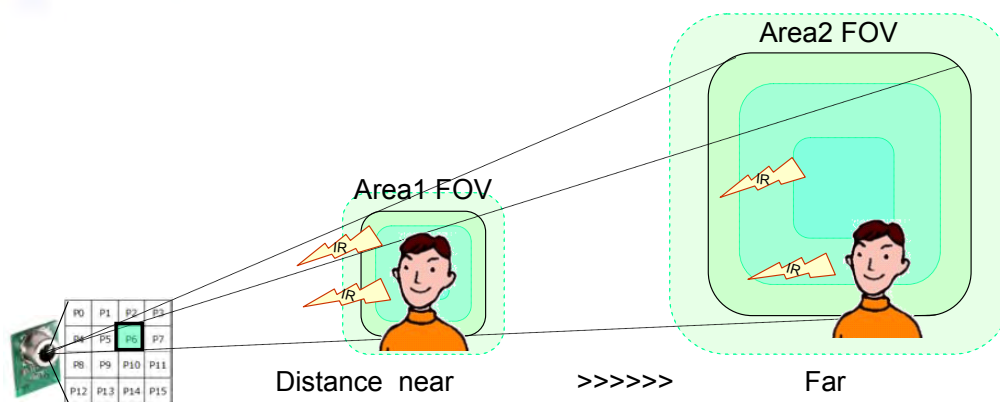 Area2 FOV
Area1 FOV
IR
IR
IR
IR
P0 P1 P2 P3
P4 P5 P6 P7
P8 P9 P10 P11
P12 P13 P14 P15
Distance near >>>>>> Far